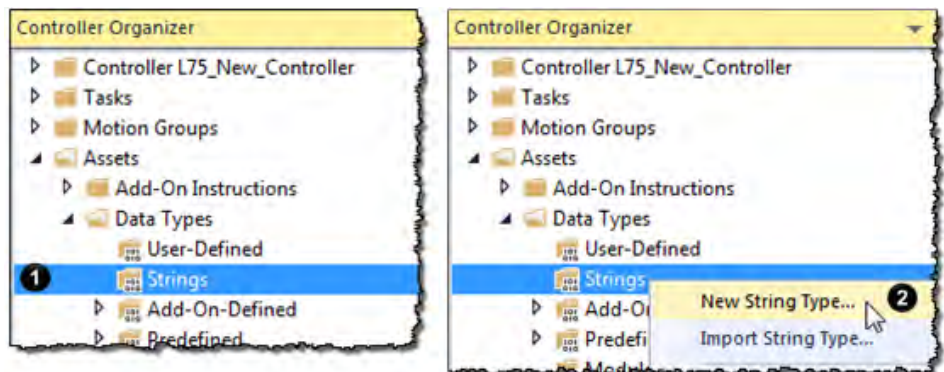 Controller Organizer
Controller L75_New_Controller
Tasks
Motion Groups
Assets
Add-On Instructions
Data Types
User-Defined
1 Strings
Add-On-Defined
Predefined
Controller Organizer
Controller L75_New_Controller
Tasks
Motion Groups
Assets
Add-On Instructions
Data Types
User-Defined
Strings
New String Type... 2
Add-O
Import String Type...
Predefi